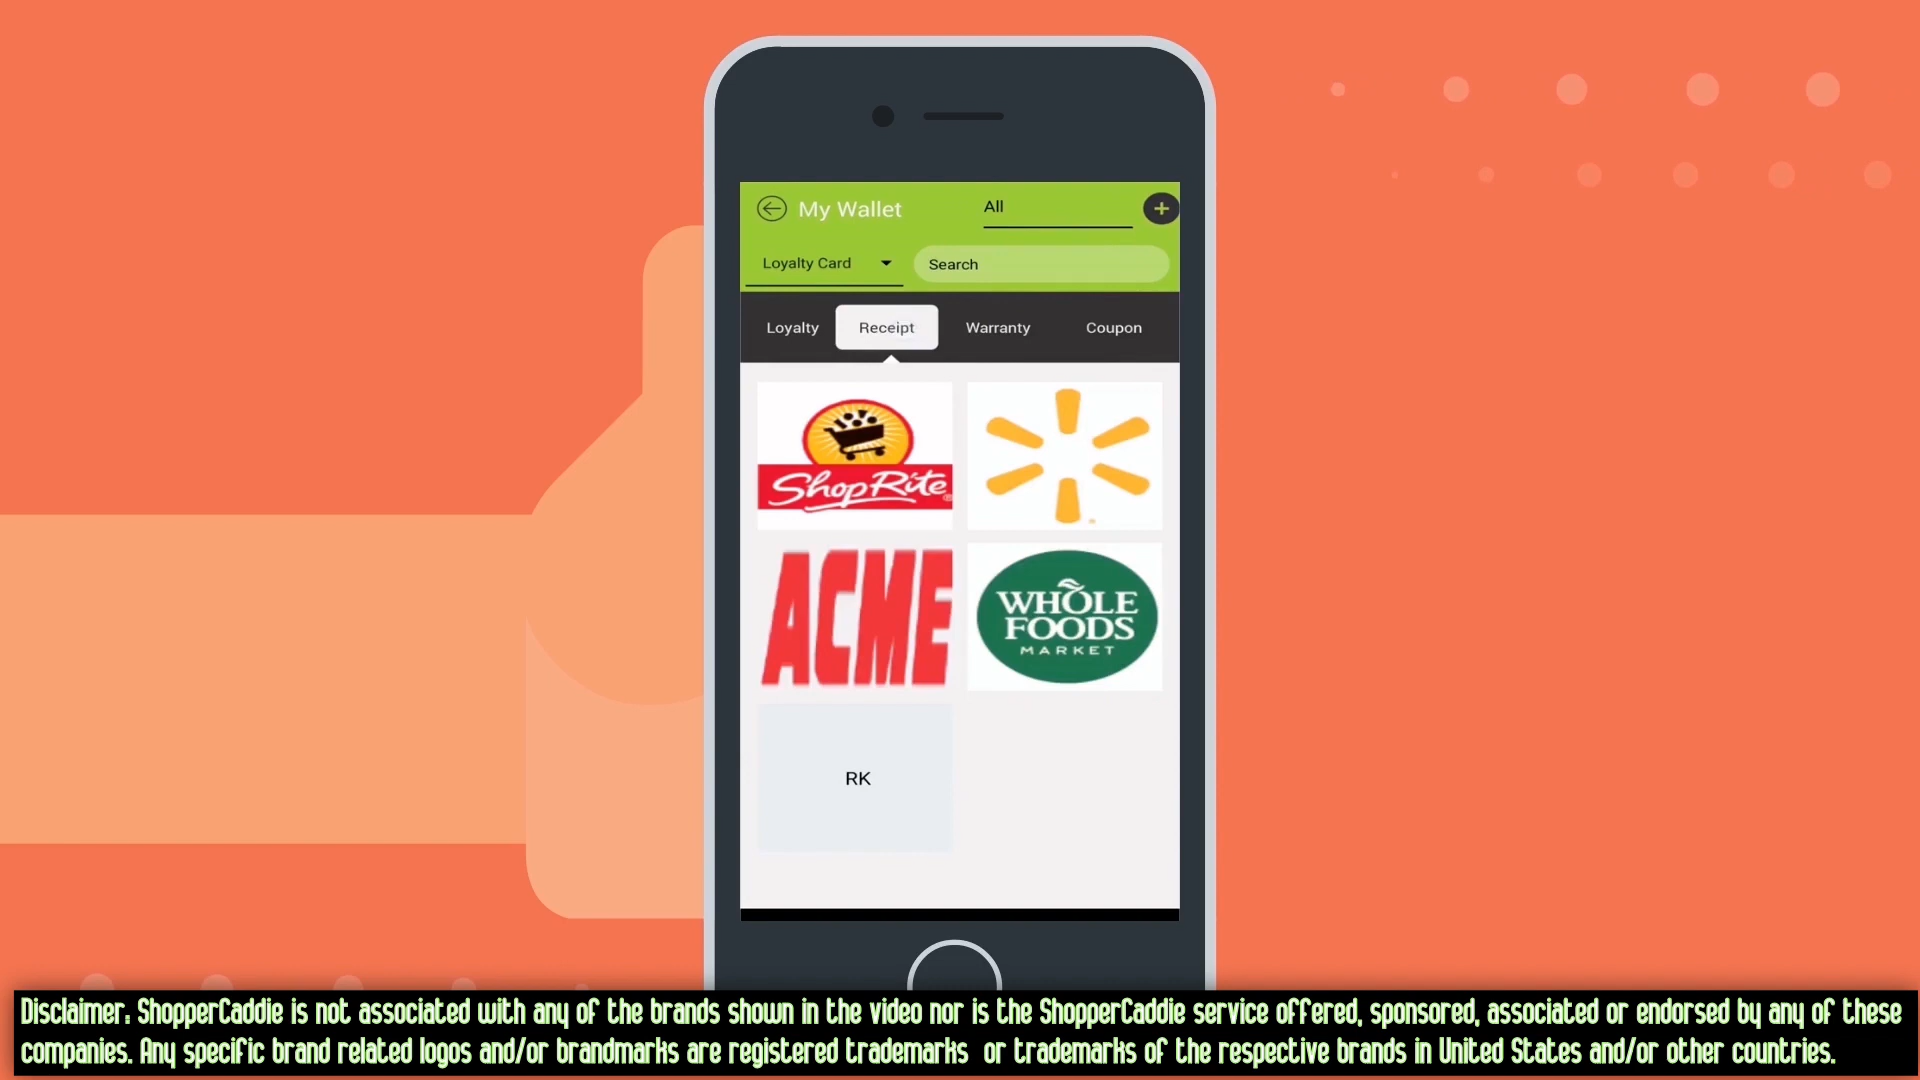 My Wallet
All
Loyalty Card
Search
Loyalty
Receipt
Warranty
Coupon
ShopRite®
ACME
WHOLE
FOODS
MARKET
RK
Disclaimer: ShopperCaddie is not associated with any of the brands shown in the video nor is the ShopperCaddie service offered, sponsored, associated or endorsed by any of these
companies. Any specific brand related logos and/or brandmarks are registered trademarks or trademarks of the respective brands in United States and/or other countries.